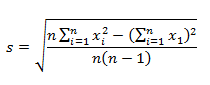 s = √((n∑ⁿᵢ₌₁ xᵢ² − (∑ⁿᵢ₌₁ x₁)²) / (n(n − 1)))